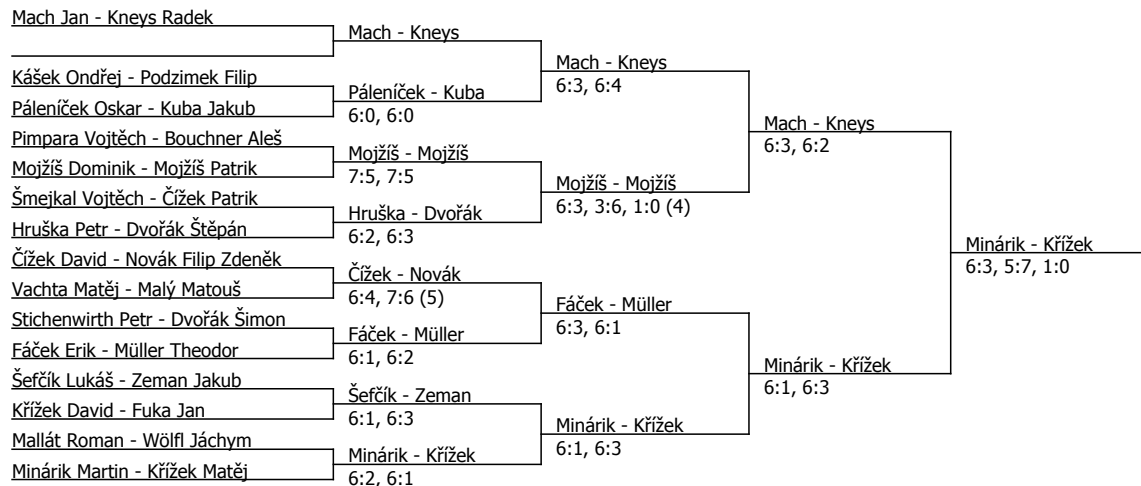 Mach Jan - Kneys Radek
Kášek Ondřej - Podzimek Filip
Páleníček Oskar - Kuba Jakub
Pimpara Vojtěch - Bouchner Aleš
Mojžíš Dominik - Mojžíš Patrik
Šmejkal Vojtěch - Čížek Patrik
Hruška Petr - Dvořák Štěpán
Čížek David - Novák Filip Zdeněk
Vachta Matěj - Malý Matouš
Stichenwirth Petr - Dvořák Šimon
Fáček Erik - Müller Theodor
Šefčík Lukáš - Zeman Jakub
Křížek David - Fuka Jan
Mallát Roman - Wölfl Jáchym
Minárik Martin - Křížek Matěj
Mach - Kneys
Páleníček - Kuba
6:0, 6:0
Mojžíš - Mojžíš
7:5, 7:5
Hruška - Dvořák
6:2, 6:3
Čížek - Novák
6:4, 7:6 (5)
Fáček - Müller
6:1, 6:2
Šefčík - Zeman
6:1, 6:3
Minárik - Křížek
6:2, 6:1
Mach - Kneys
6:3, 6:4
Mojžíš - Mojžíš
6:3, 3:6, 1:0 (4)
Fáček - Müller
6:3, 6:1
Minárik - Křížek
6:1, 6:3
Mach - Kneys
6:3, 6:2
Minárik - Křížek
6:1, 6:3
Minárik - Křížek
6:3, 5:7, 1:0